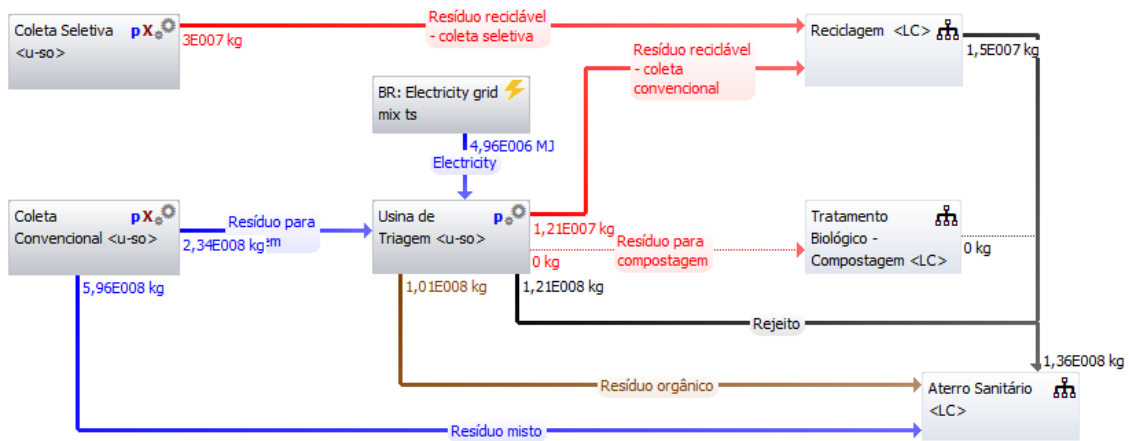 Coleta Seletiva
<u-so>
pX
3E007 kg
Resíduo reciclável
- coleta seletiva
Reciclagem <LC>
1,5E007 kg
Resíduo reciclável
- coleta
convencional
BR: Electricity grid
mix ts
4,96E006 MJ
Electricity
Coleta
Convencional <u-so>
pX
Resíduo para
em
2,34E008 kg
Usina de
Triagem <u-so>
p
1,21E007 kg
Resíduo para
compostagem
0 kg
Tratamento
Biológico -
Compostagem <LC>
0 kg
5,96E008 kg
1,01E008 kg
1,21E008 kg
Rejeito
1,36E008 kg
Resíduo orgânico
Aterro Sanitário
<LC>
Resíduo misto